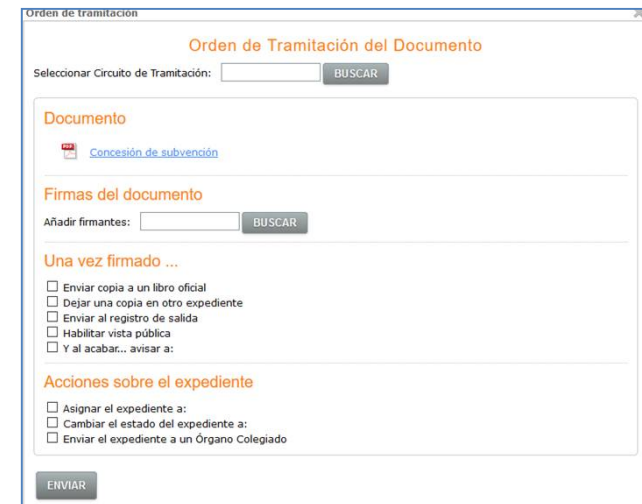 Orden de tramitación
Orden de Tramitación del Documento
Seleccionar Circuito de Tramitación: BUSCAR
Documento
Concesión de subvención
Firmas del documento
Añadir firmantes: BUSCAR
Una vez firmado ...
Enviar copia a un libro oficial
Dejar una copia en otro expediente
Enviar al registro de salida
Habilitar vista pública
Y al acabar... avisar a:
Acciones sobre el expediente
Asignar el expediente a:
Cambiar el estado del expediente a:
Enviar el expediente a un Órgano Colegiado
ENVIAR